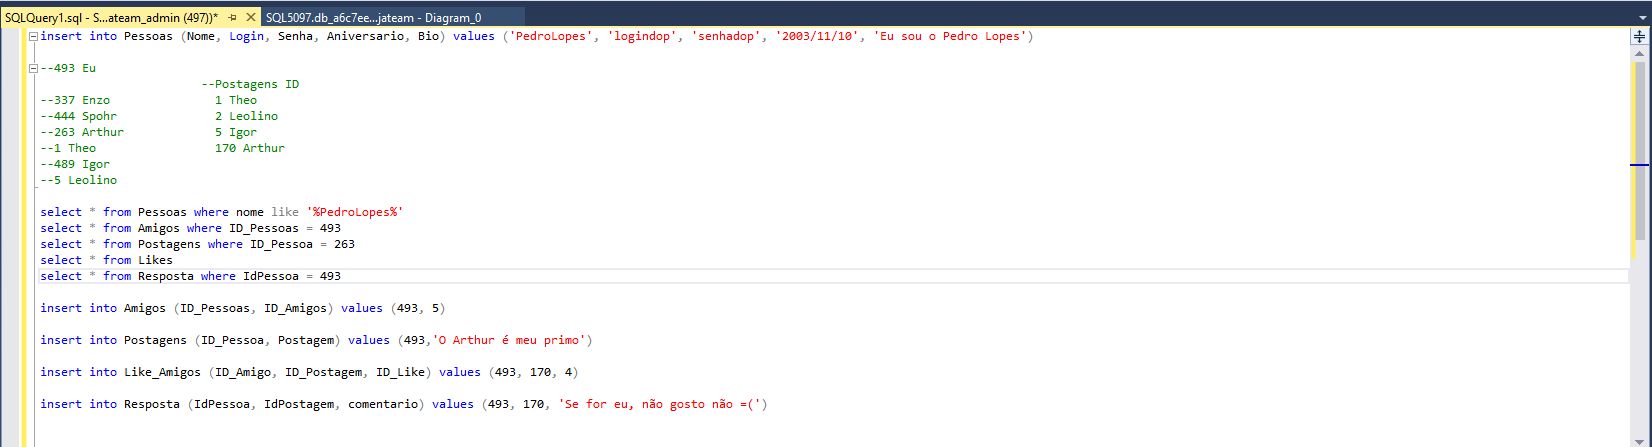 SQLQuery1.sql - S...ateam_admin (497))* SQL5097.db_a6c7ee...jateam - Diagram_0
insert into Pessoas (Nome, Login, Senha, Aniversario, Bio) values ('PedroLopes', 'logindop', 'senhadop', '2003/11/10', 'Eu sou o Pedro Lopes')
--493 Eu
--Postagens ID
--337 Enzo 1 Theo
--444 Spohr 2 Leolino
--263 Arthur 5 Igor
--1 Theo 170 Arthur
--489 Igor
--5 Leolino
select * from Pessoas where nome like '%PedroLopes%'
select * from Amigos where ID_Pessoas = 493
select * from Postagens where ID_Pessoa = 263
select * from Likes
select * from Resposta where IdPessoa = 493
insert into Amigos (ID_Pessoas, ID_Amigos) values (493, 5)
insert into Postagens (ID_Pessoa, Postagem) values (493,'O Arthur é meu primo')
insert into Like_Amigos (ID_Amigo, ID_Postagem, ID_Like) values (493, 170, 4)
insert into Resposta (IdPessoa, IdPostagem, comentario) values (493, 170, 'Se for eu, não gosto não =(')